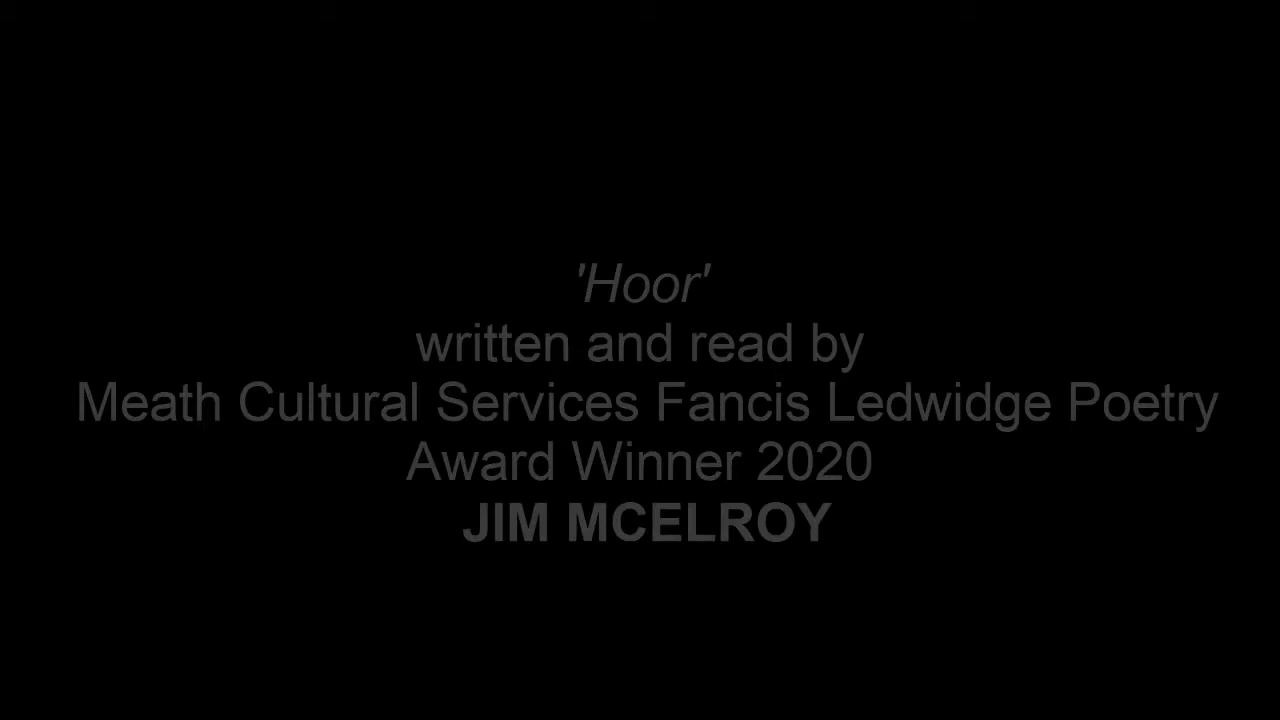 'Hoor'
written and read by
Meath Cultural Services Fancis Ledwidge Poetry
Award Winner 2020
JIM MCELROY